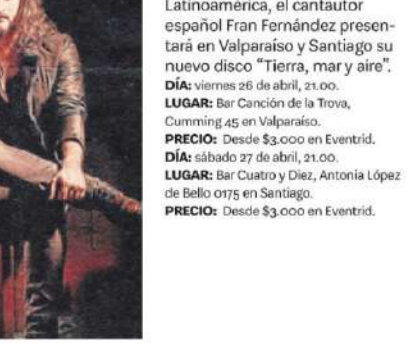 Latinoamérica, el cantautor
español Fran Fernández presen-
tará en Valparaíso y Santiago su
nuevo disco “Tierra, mar y aire”.
DÍA: viernes 26 de abril, 21.00.
LUGAR: Bar Canción de la Trova,
Cumming 45 en Valparaíso.
PRECIO: Desde $3.000 en Eventrid.
DÍA: sábado 27 de abril, 21.00.
LUGAR: Bar Cuatro y Diez, Antonia López
de Bello 0175 en Santiago.
PRECIO: Desde $3.000 en Eventrid.